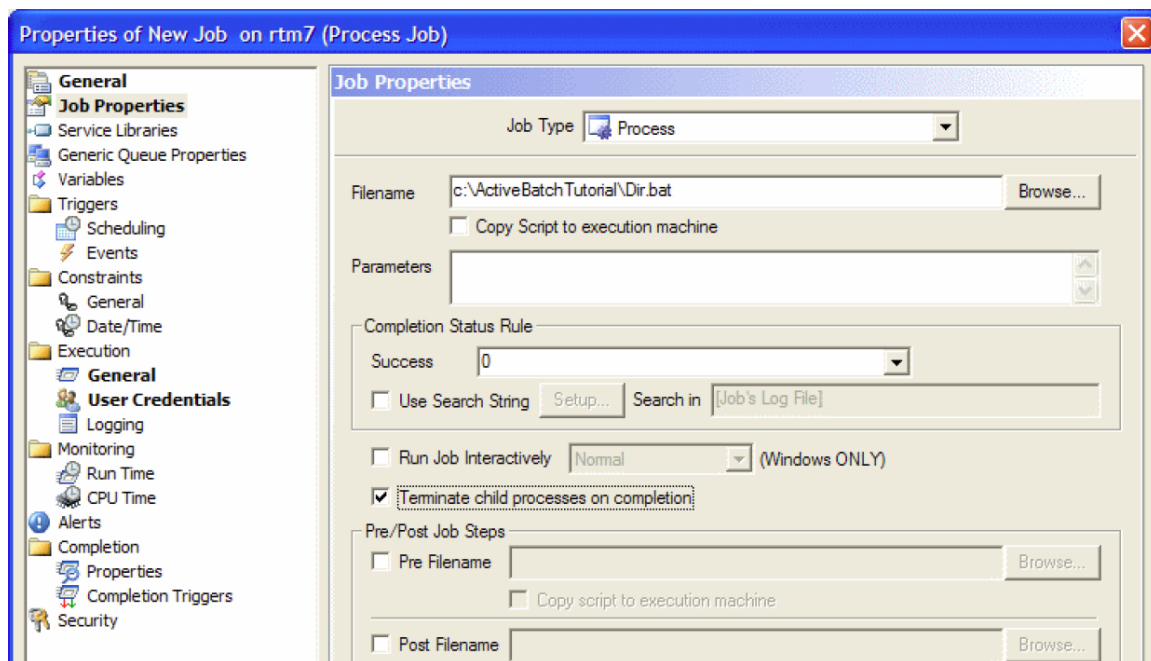 Properties of New Job on rtm7 (Process Job)
General
Job Properties
Service Libraries
Generic Queue Properties
Variables
Triggers
Scheduling
Events
Constraints
General
Date/Time
Execution
General
User Credentials
Logging
Monitoring
Run Time
CPU Time
Alerts
Completion
Properties
Completion Triggers
Security
Job Properties
Job Type Process
Filename c:\ActiveBatchTutorial\Dir.bat Browse...
Copy Script to execution machine
Parameters
Completion Status Rule
Success 0
Use Search String Setup... Search in [Job's Log File]
Run Job Interactively Normal (Windows ONLY)
Terminate child processes on completion
Pre/Post Job Steps
Pre Filename Browse...
Copy script to execution machine
Post Filename Browse...